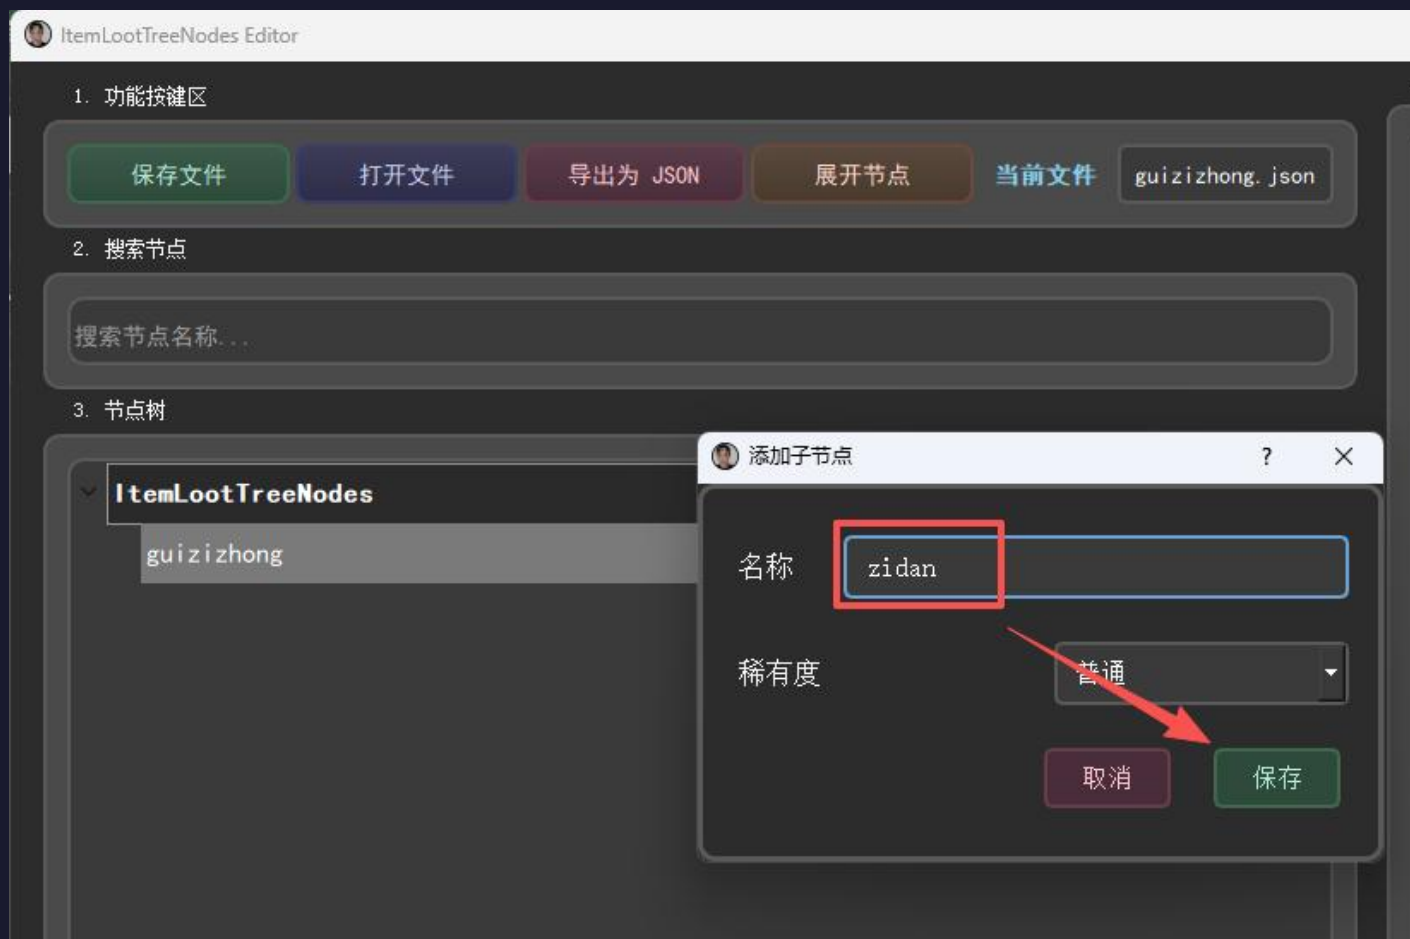 ItemLootTreeNodes Editor
1. 功能按键区
保存文件 打开文件 导出为 JSON 展开节点 当前文件 guizizhong.json
2. 搜索节点
搜索节点名称...
3. 节点树
ItemLootTreeNodes
guizizhong
添加子节点 ?
名称 zidan
稀有度 普通
取消 保存